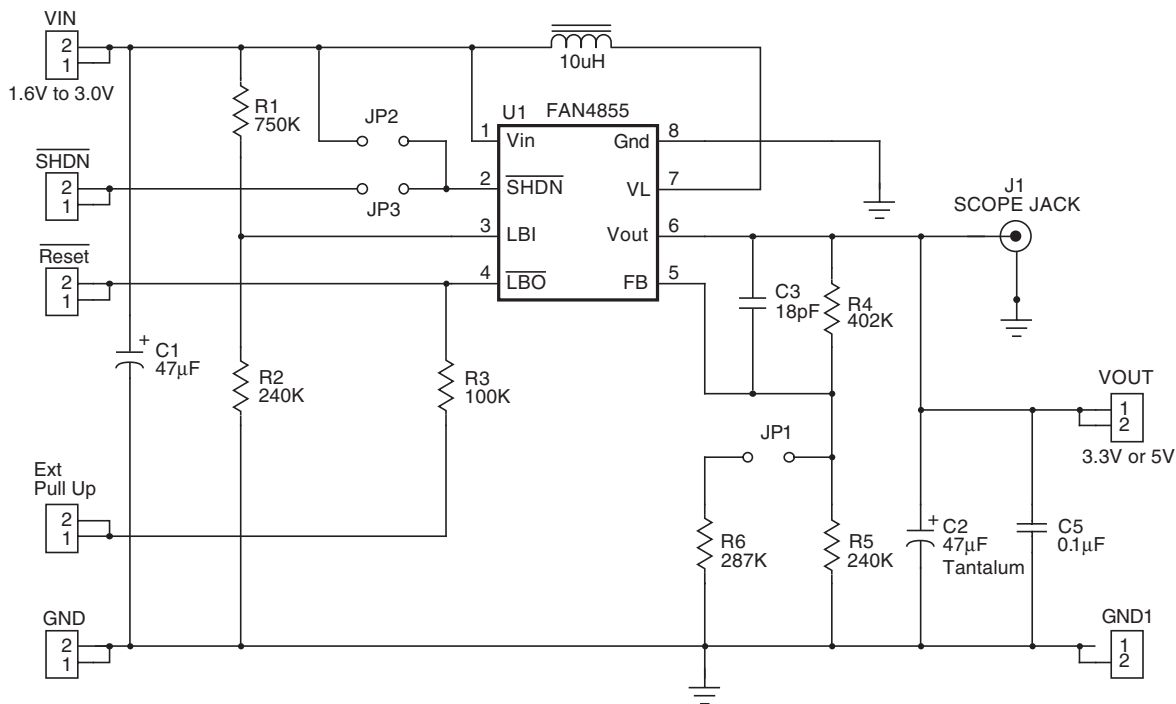 VIN
2
1
1.6V to 3.0V
R1
750K
JP2
10uH
U1
FAN4855
1
Vin
Gnd
8
SHDN
2
1
JP3
2
SHDN
VL
7
J1
SCOPE JACK
3
LBI
Vout
6
Reset
2
1
4
LBO
FB
5
C3
18pF
R4
402K
+
C1
47µF
R2
240K
R3
100K
VOUT
1
2
3.3V or 5V
JP1
Ext
Pull Up
2
1
R6
287K
R5
240K
+
C2
47µF
Tantalum
C5
0.1µF
GND
2
1
GND1
1
2